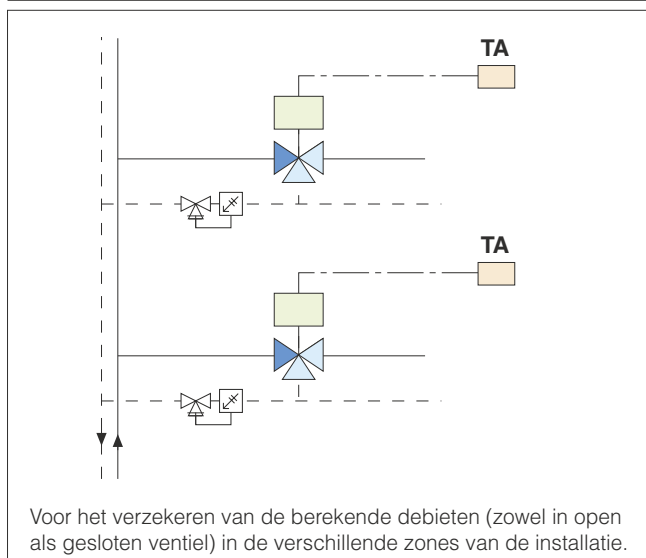 TA
TA
Voor het verzekeren van de berekende debieten (zowel in open
als gesloten ventiel) in de verschillende zones van de installatie.